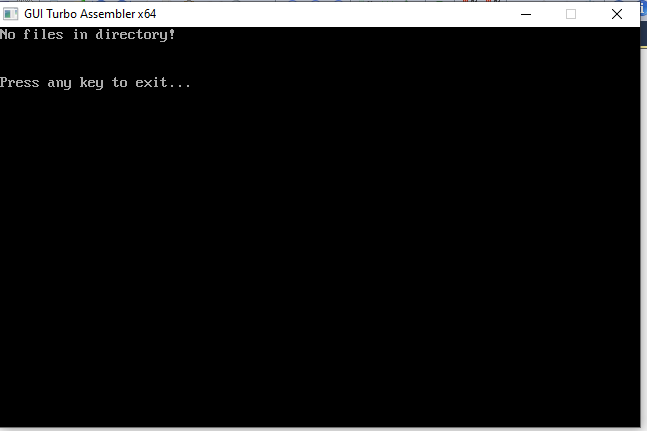 GUI Turbo Assembler x64
No files in directory!
Press any key to exit...